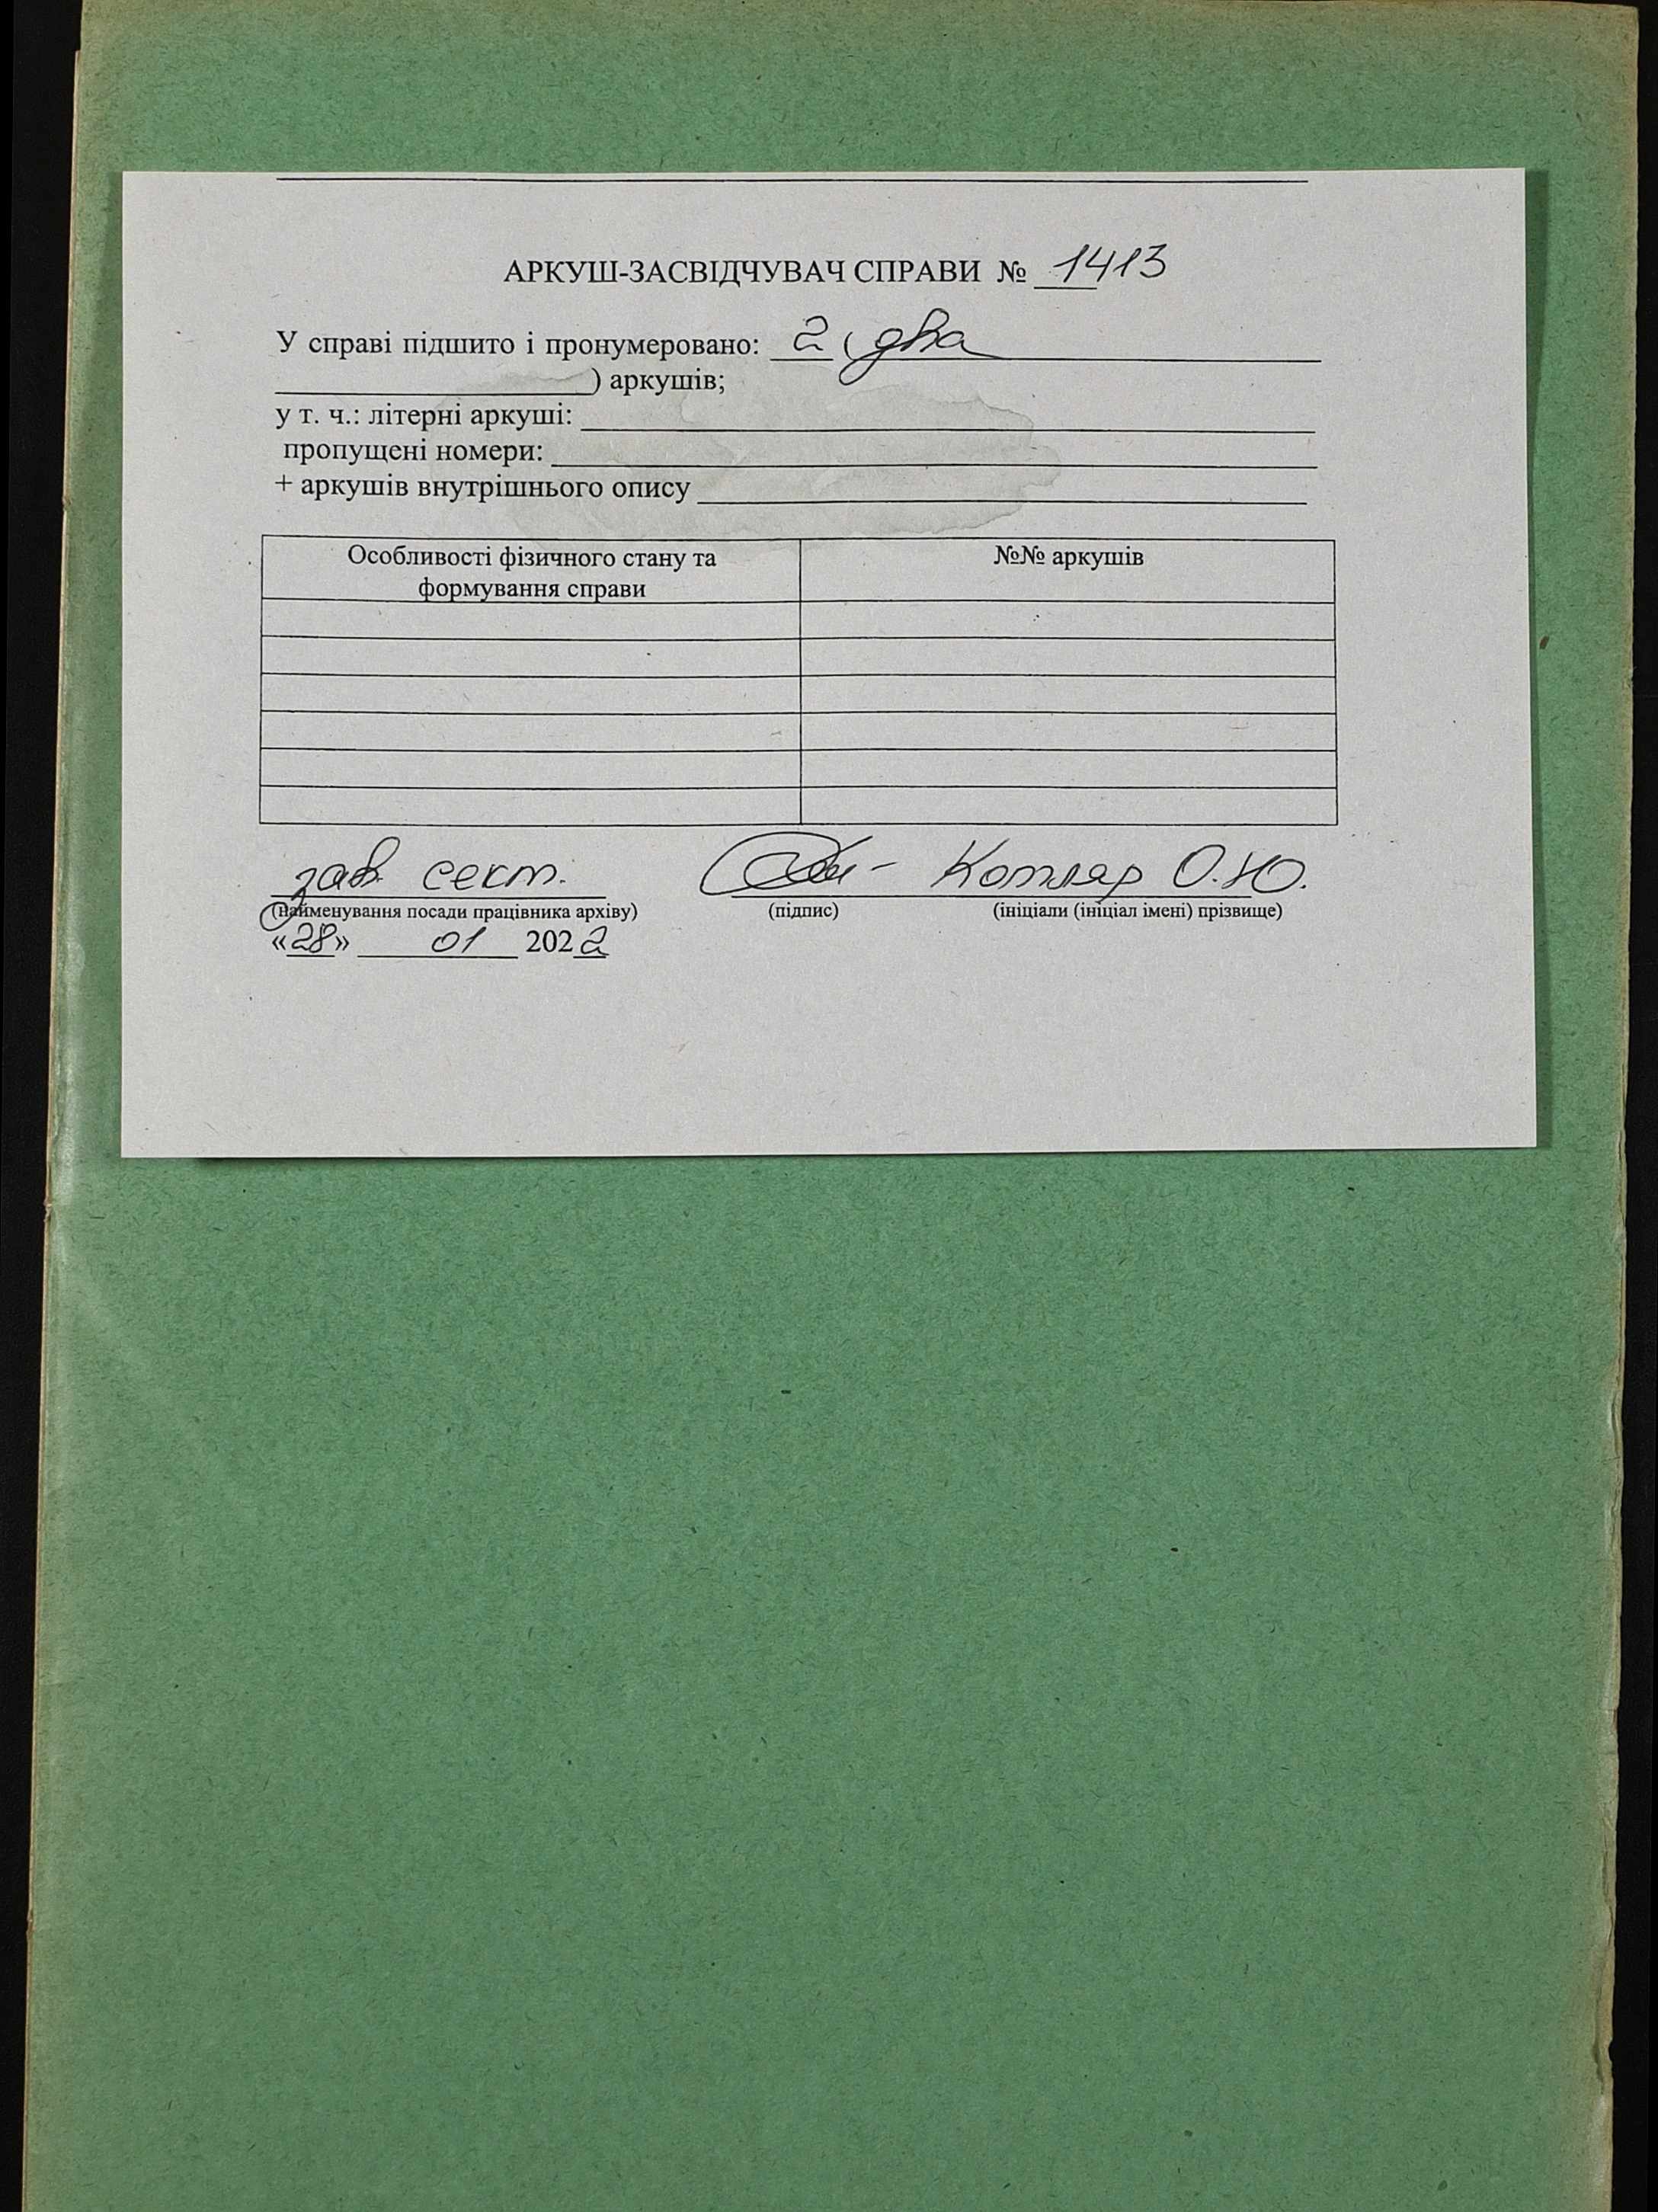 АРКУШ-ЗАСВІДЧУВАЧ СПРАВИ № 1413
У справі підшито і пронумеровано: 2 (два
) аркушів;
у т. ч.: літерні аркуші:
пропущені номери:
+ аркушів внутрішнього опису
Особливості фізичного стану та формування справи №№ аркушів
зав. сект. Котляр О.Ю.
(найменування посади працівника архіву) (підпис) (ініціали (ініціал імені) прізвище)
«28» 01 2022